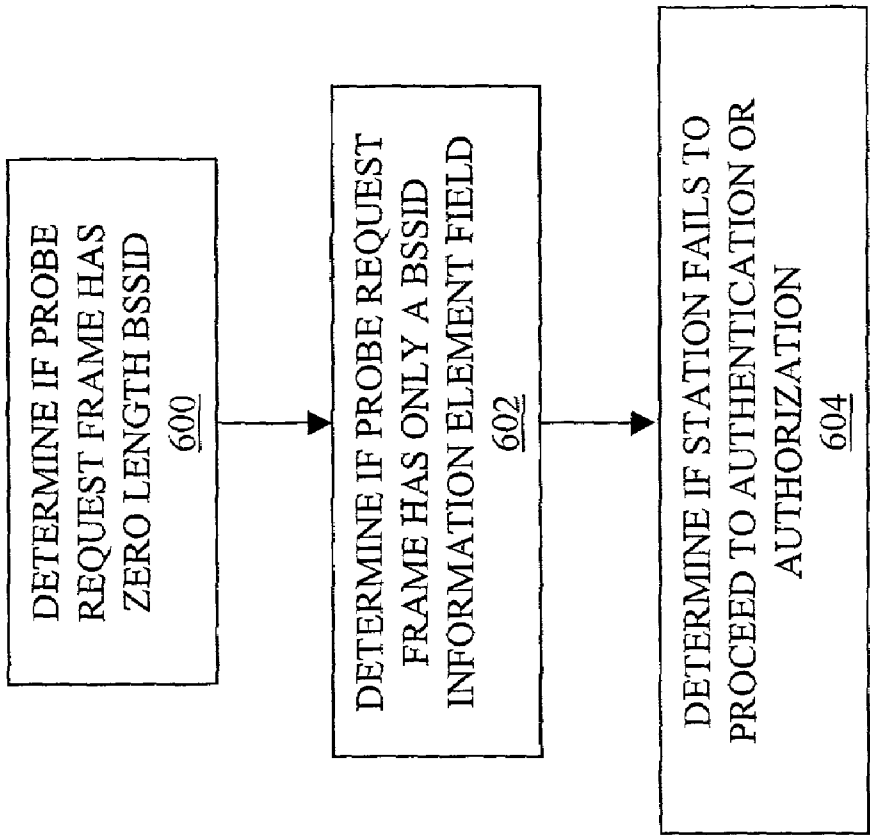 DETERMINE IF PROBE
REQUEST FRAME HAS
ZERO LENGTH BSSID
600
DETERMINE IF PROBE REQUEST
FRAME HAS ONLY A BSSID
INFORMATION ELEMENT FIELD
602
DETERMINE IF STATION FAILS TO
PROCEED TO AUTHENTICATION OR
AUTHORIZATION
604